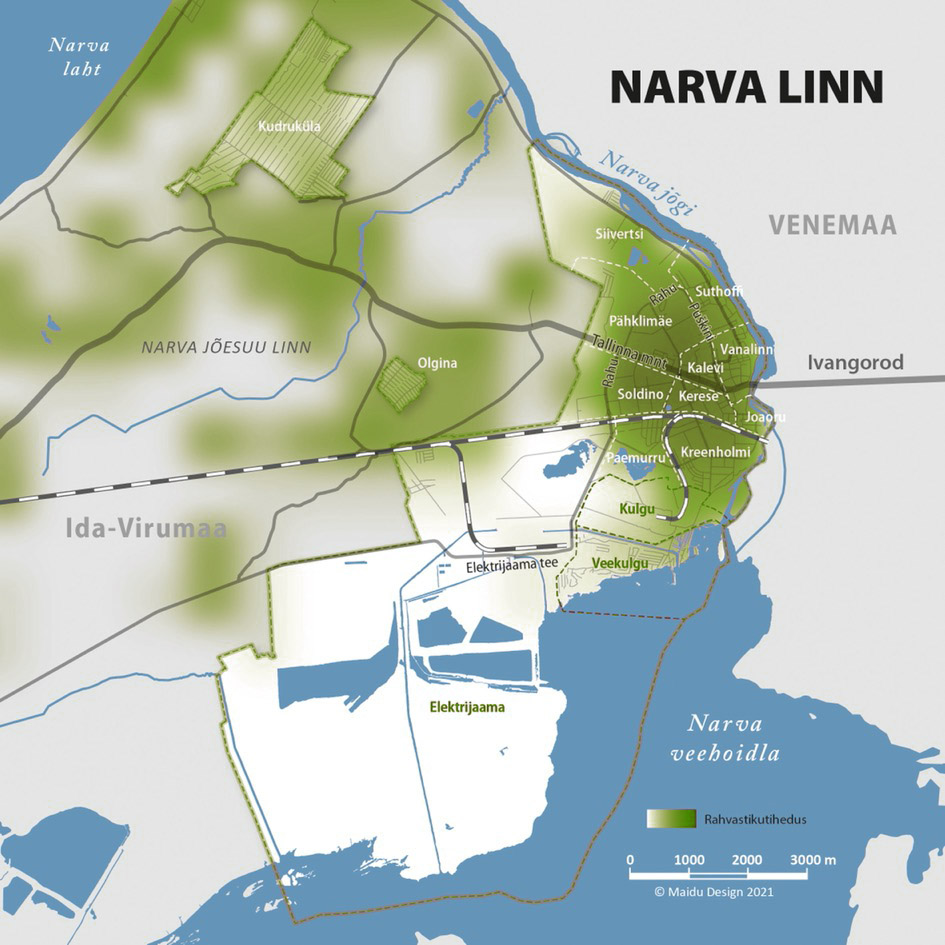 Narva
laht
NARVA LINN
Kudruküla
Narva jõgi
VENEMAA
Siivertsi
Suthoffi
Rahu
Puškini
Pähklimäe
NARVA JÕESUU LINN
Tallinna mnt
Vanalinn
Olgina
Rahu
Kalevi
Ivangorod
Soldino
Kerese
Joaoru
Paemurru
Kreenholmi
Kulgu
Ida-Virumaa
Elektrijaama tee
Veekulgu
Elektrijaama
Narva
veehoidla
Rahvastikutihedus
0 1000 2000 3000 m
© Maidu Design 2021